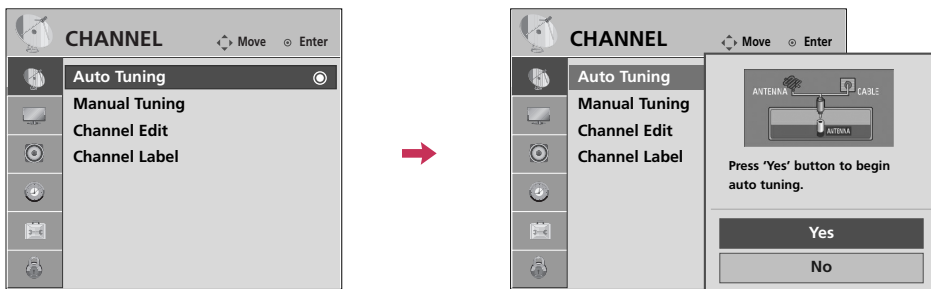 CHANNEL Move Enter
Auto Tuning
Manual Tuning
Channel Edit
Channel Label
CHANNEL Move Enter
Auto Tuning
Manual Tuning
Channel Edit
Channel Label
ANTENNA CABLE
ANTENNA
Press ‘Yes’ button to begin
auto tuning.
Yes
No